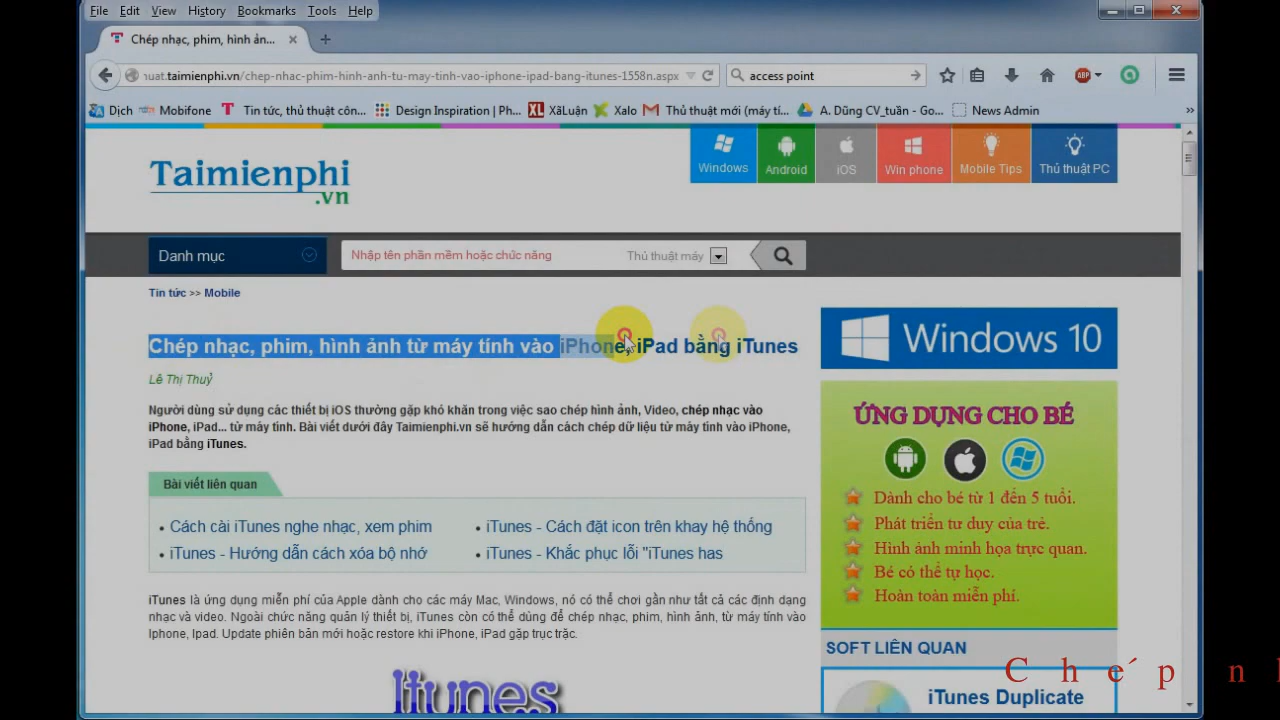 File Edit View History Bookmarks Tools Help
Chép nhạc, phim, hình ản...
.taimienphi.vn/chep-nhac-phim-hinh-anh-tu-may-tinh-vao-iphone-ipad-bang-itunes-1558n.aspx
access point
ABP
Dịch Mobifone Tin tức, thủ thuật côn... Design Inspiration | Ph... XL XãLuận Xalo Thủ thuật mới (máy tí... A. Dũng CV_tuần - Go... News Admin »
Taimienphi
.vn
Windows Android iOS Win phone Mobile Tips Thủ thuật PC
Danh mục Nhập tên phần mềm hoặc chức năng Thủ thuật máy
Tin tức >> Mobile
Chép nhạc, phim, hình ảnh từ máy tính vào iPhone, iPad bằng iTunes
Lê Thị Thuỷ
Người dùng sử dụng các thiết bị iOS thường gặp khó khăn trong việc sao chép hình ảnh, Video, chép nhạc vào
iPhone, iPad... từ máy tính. Bài viết dưới đây Taimienphi.vn sẽ hướng dẫn cách chép dữ liệu từ máy tính vào iPhone,
iPad bằng iTunes.
Bài viết liên quan
• Cách cài iTunes nghe nhạc, xem phim
• iTunes - Cách đặt icon trên khay hệ thống
• iTunes - Hướng dẫn cách xóa bộ nhớ
• iTunes - Khắc phục lỗi "iTunes has
iTunes là ứng dụng miễn phí của Apple dành cho các máy Mac, Windows, nó có thể chơi gần như tất cả các định dạng
nhạc và video. Ngoài chức năng quản lý thiết bị, iTunes còn có thể dùng để chép nhạc, phim, hình ảnh, từ máy tính vào
Iphone, Ipad. Update phiên bản mới hoặc restore khi iPhone, iPad gặp trục trặc.
Itunes
Windows 10
ỨNG DỤNG CHO BÉ
Dành cho bé từ 1 đến 5 tuổi.
Phát triển tư duy của trẻ.
Hình ảnh minh họa trực quan.
Bé có thể tự học.
Hoàn toàn miễn phí.
SOFT LIÊN QUAN
iTunes Duplicate
Chép n